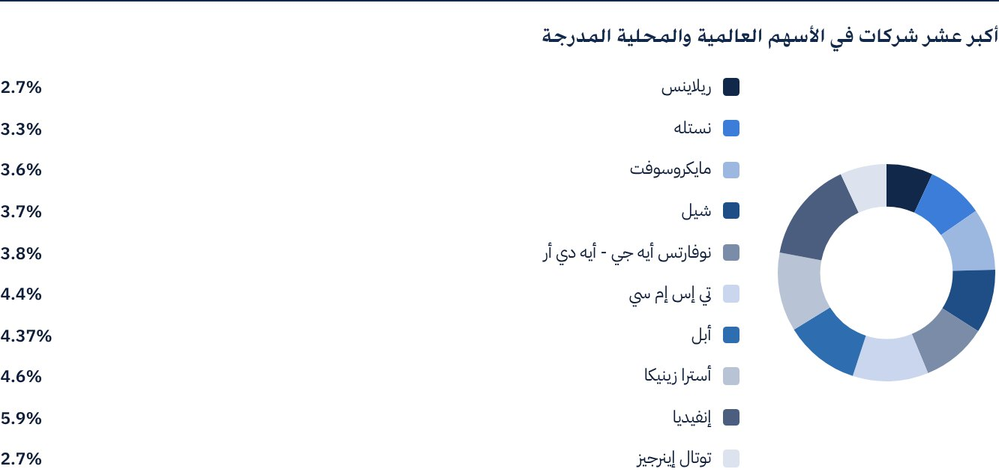 أكبر عشر شركات في الأسهم العالمية والمحلية المدرجة
ريلاينس 2.7%
نستله 3.3%
مايكروسوفت 3.6%
شيل 3.7%
نوفارتس أيه جي - أيه دي أر 3.8%
تي إس إم سي 4.4%
أبل 4.37%
أسترا زينيكا 4.6%
إنفيديا 5.9%
توتال إينرجيز 2.7%